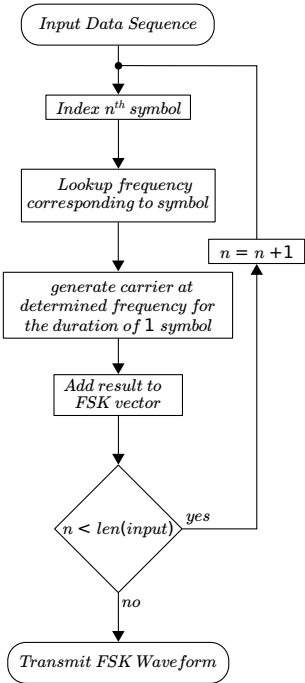 Input Data Sequence
Index nᵗʰ symbol
Lookup frequency
corresponding to symbol
n = n +1
generate carrier at
determined frequency for
the duration of 1 symbol
Add result to
FSK vector
yes
n < len(input)
no
Transmit FSK Waveform